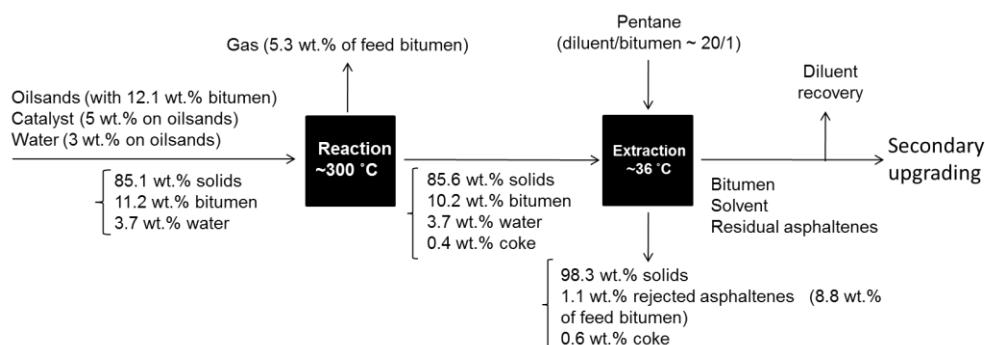 Gas (5.3 wt.% of feed bitumen)
Pentane
(diluent/bitumen ~ 20/1)
Diluent
recovery
Oilsands (with 12.1 wt.% bitumen)
Catalyst (5 wt.% on oilsands)
Water (3 wt.% on oilsands)
Reaction
~300 ˚C
Extraction
~36 ˚C
Secondary
upgrading
85.1 wt.% solids
11.2 wt.% bitumen
3.7 wt.% water
85.6 wt.% solids
10.2 wt.% bitumen
3.7 wt.% water
0.4 wt.% coke
Bitumen
Solvent
Residual asphaltenes
98.3 wt.% solids
1.1 wt.% rejected asphaltenes (8.8 wt.%
of feed bitumen)
0.6 wt.% coke